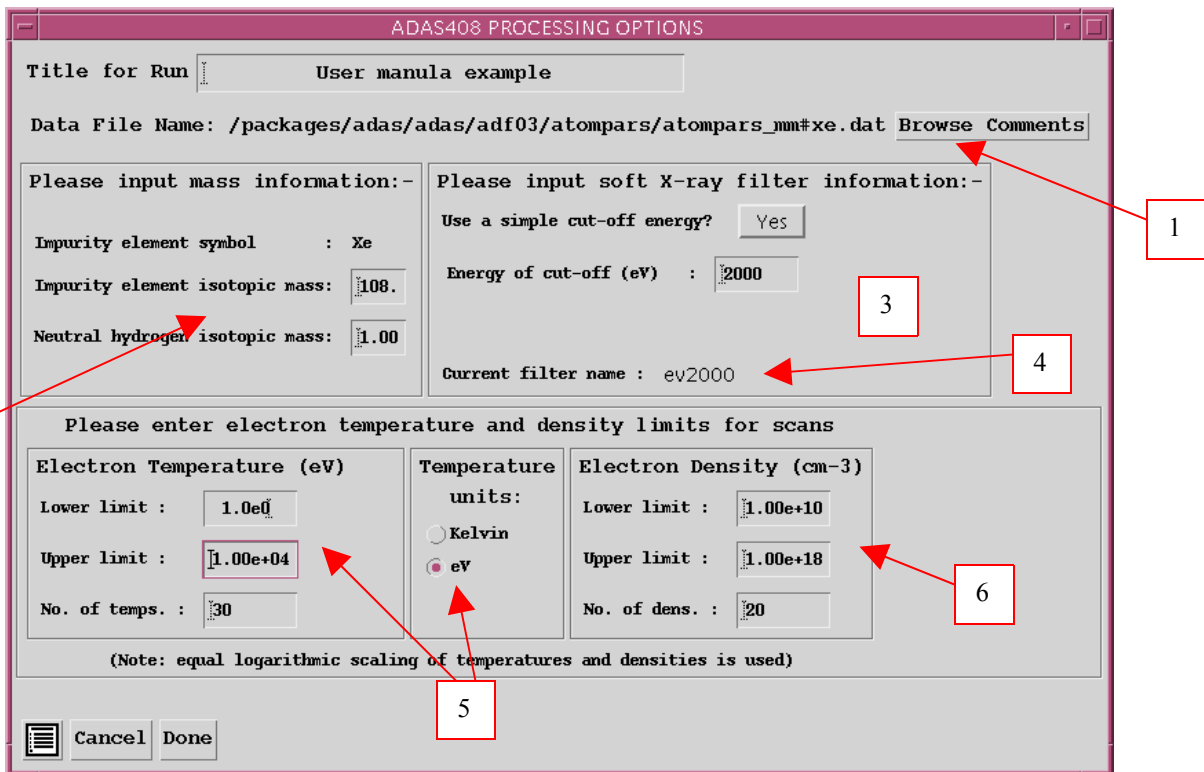 ADAS408 PROCESSING OPTIONS
Title for Run User manula example
Data File Name: /packages/adas/adas/adf03/atompars/atompars_mm#xe.dat Browse Comments
1
Please input mass information:-
Impurity element symbol : Xe
Impurity element isotopic mass: 108.
Neutral hydrogen isotopic mass: 1.00
Please input soft X-ray filter information:-
Use a simple cut-off energy? Yes
Energy of cut-off (eV) : 2000
3
Current filter name : ev2000
4
Please enter electron temperature and density limits for scans
Electron Temperature (eV)
Lower limit : 1.0e0
Upper limit : 1.00e+04
No. of temps. : 30
Temperature
units:
Kelvin
eV
Electron Density (cm-3)
Lower limit : 1.00e+10
Upper limit : 1.00e+18
No. of dens. : 20
6
(Note: equal logarithmic scaling of temperatures and densities is used)
5
Cancel Done